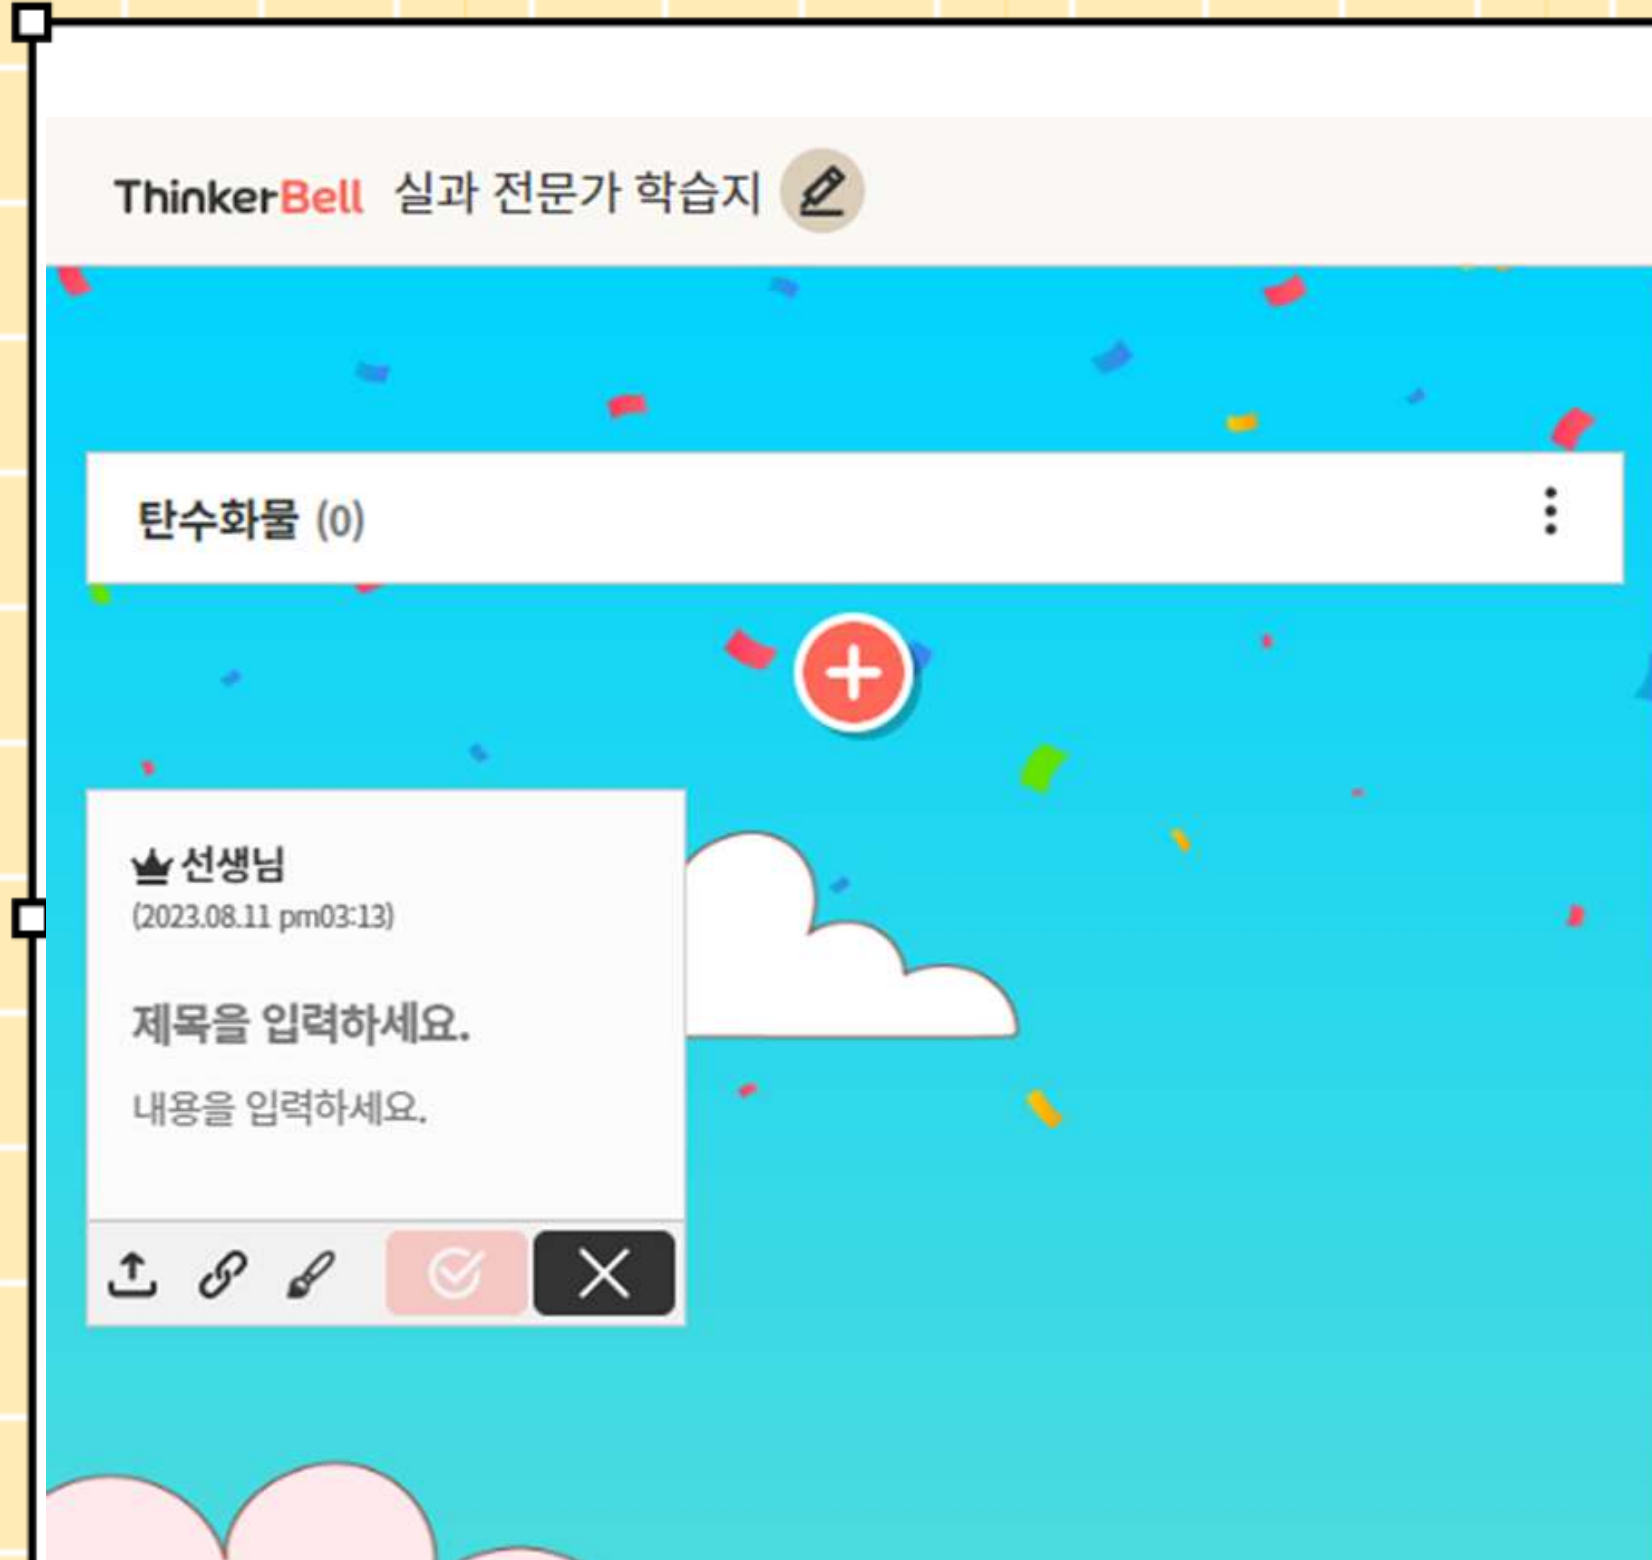 ThinkerBell 실과 전문가 학습지
탄수화물 (0)
선생님
(2023.08.11 pm03:13)
제목을 입력하세요.
내용을 입력하세요.